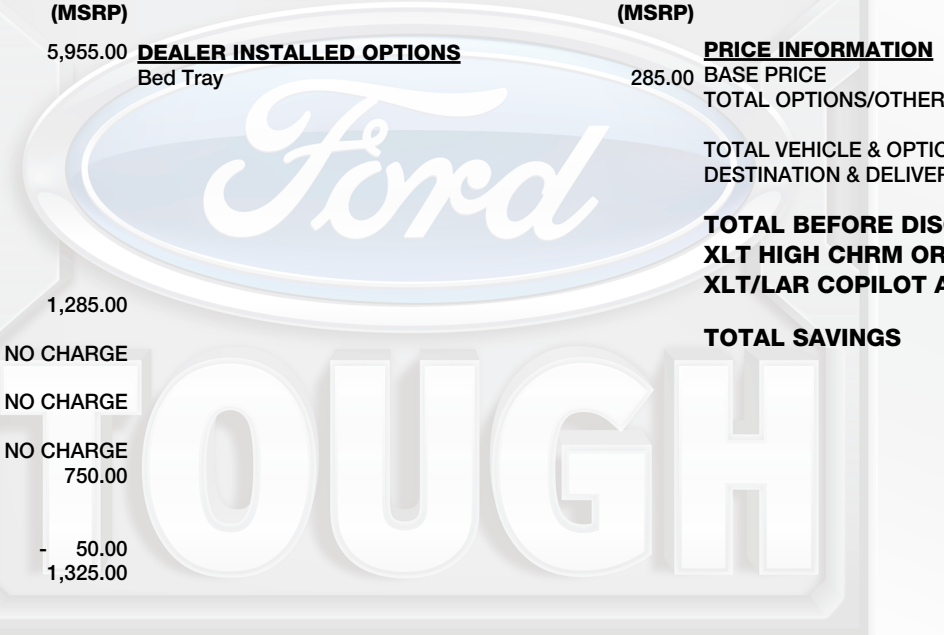 (MSRP)
5,955.00
1,285.00
NO CHARGE
NO CHARGE
NO CHARGE
750.00
- 50.00
1,325.00
(MSRP)
DEALER INSTALLED OPTIONS
Bed Tray 285.00
PRICE INFORMATION
BASE PRICE
TOTAL OPTIONS/OTHER
TOTAL VEHICLE & OPTIO
DESTINATION & DELIVER
TOTAL BEFORE DIS
XLT HIGH CHRM OR
XLT/LAR COPILOT A
TOTAL SAVINGS
Ford
TOUGH